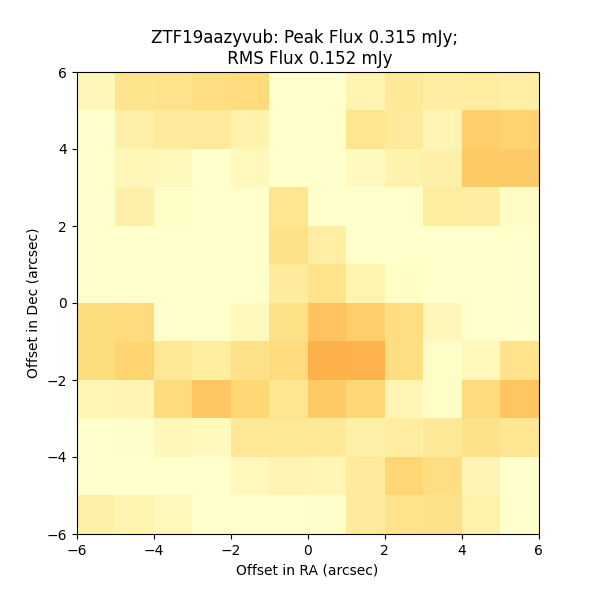 ZTF19aazyvub: Peak Flux 0.315 mJy;
RMS Flux 0.152 mJy
6
4
2
0
−2
−4
−6
Offset in Dec (arcsec)
−6 −4 −2 0 2 4 6
Offset in RA (arcsec)